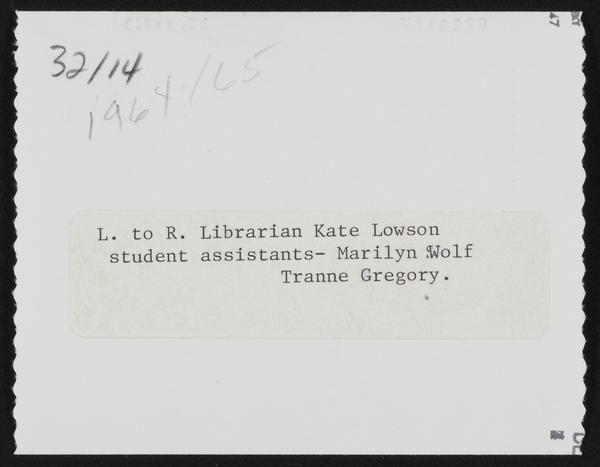 32/14
1964/65
L. to R. Librarian Kate Lowson
student assistants- Marilyn Wolf
Tranne Gregory.